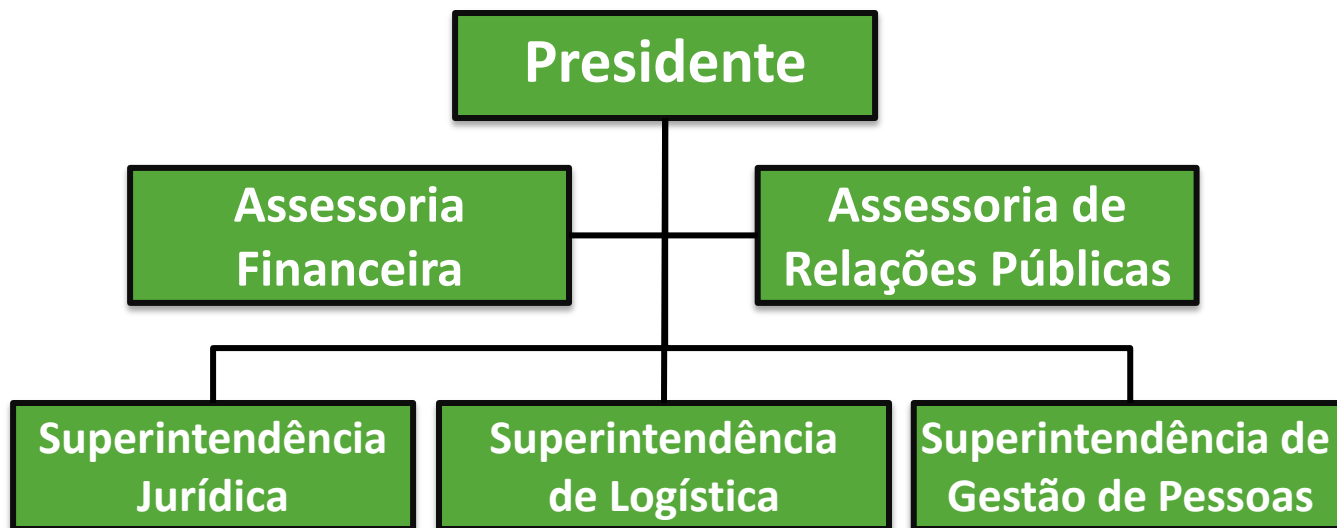 Presidente
Assessoria
Financeira
Assessoria de
Relações Públicas
Superintendência
Jurídica
Superintendência
de Logística
Superintendência de
Gestão de Pessoas